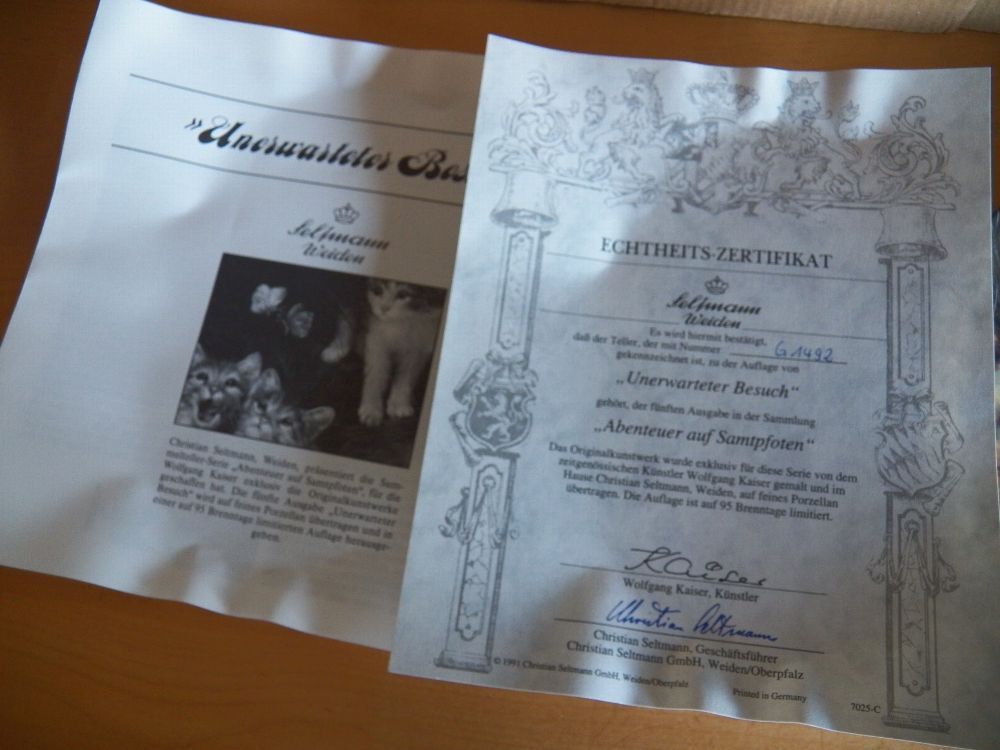 »Unerwarteter
Seltmann
Weiden
Christian Seltmann, Weiden, präsentiert die Sam-
melteller-Serie „Abenteuer auf Samtpfoten“, für die
Wolfgang Kaiser exklusiv die Originalkunstwerke
geschaffen hat. Die fünfte Ausgabe „Unerwarteter
Besuch“ wird auf feines Porzellan übertragen und in
einer auf 95 Brenntage limitierten Auflage herausge-
geben.
ECHTHEITS-ZERTIFIKAT
Seltmann
Weiden
Es wird hiermit bestätigt,
daß der Teller, der mit Nummer G 1492
gekennzeichnet ist, zu der Auflage von
„Unerwarteter Besuch“
gehört, der fünften Ausgabe in der Sammlung
„Abenteuer auf Samtpfoten“
Das Originalkunstwerk wurde exklusiv für diese Serie von dem
zeitgenössischen Künstler Wolfgang Kaiser gemalt und im
Hause Christian Seltmann, Weiden, auf feines Porzellan
übertragen. Die Auflage ist auf 95 Brenntage limitiert.
Kaiser
Wolfgang Kaiser, Künstler
Christian Seltmann
Christian Seltmann, Geschäftsführer
Christian Seltmann GmbH, Weiden/Oberpfalz
© 1991 Christian Seltmann GmbH, Weiden/Oberpfalz
Printed in Germany
7025-C